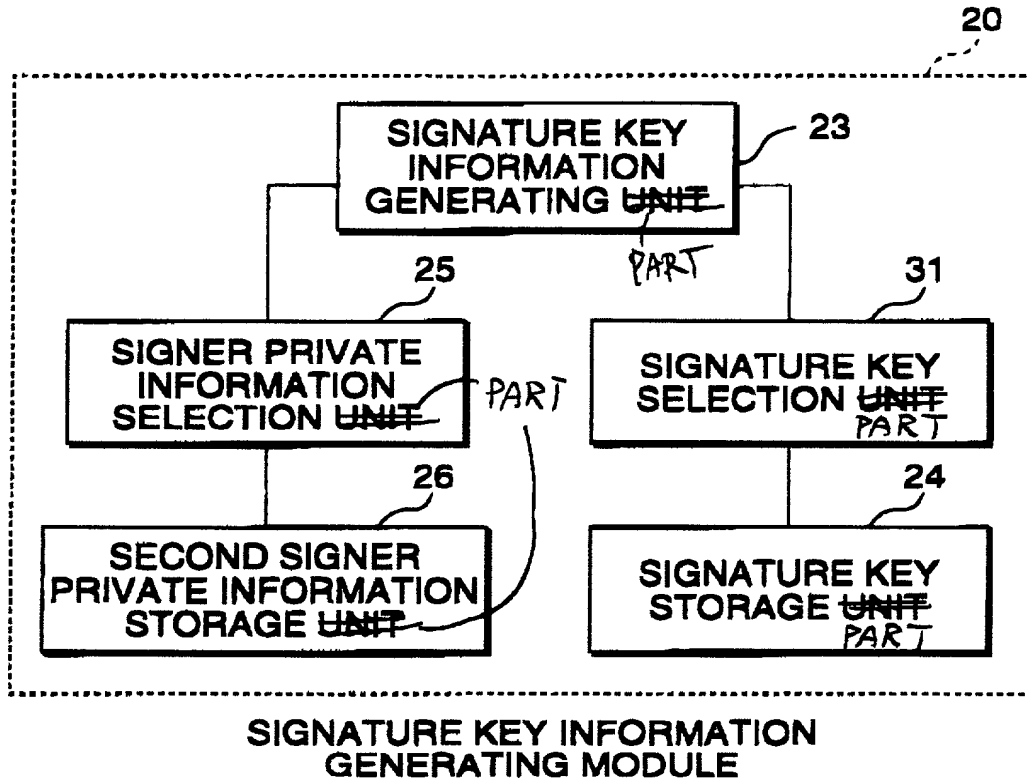 20
SIGNATURE KEY
INFORMATION
GENERATING UNIT
23
PART
25
SIGNER PRIVATE
INFORMATION
SELECTION UNIT
PART
31
SIGNATURE KEY
SELECTION UNIT
PART
26
SECOND SIGNER
PRIVATE INFORMATION
STORAGE UNIT
24
SIGNATURE KEY
STORAGE UNIT
PART
SIGNATURE KEY INFORMATION
GENERATING MODULE